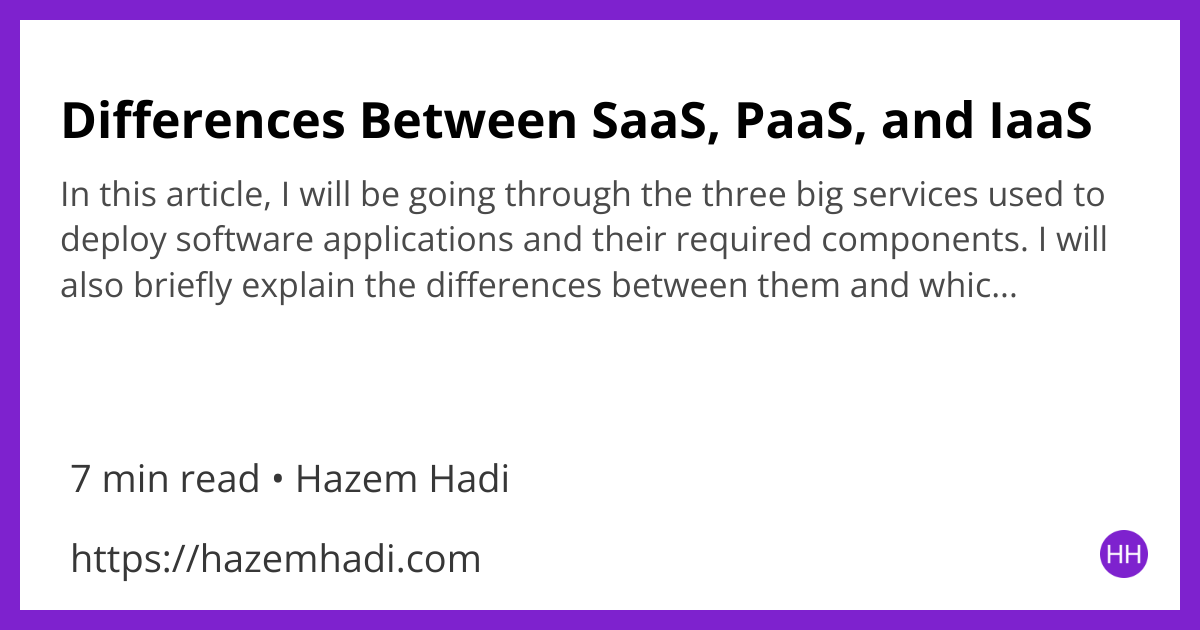 Differences Between SaaS, PaaS, and IaaS
In this article, I will be going through the three big services used to
deploy software applications and their required components. I will
also briefly explain the differences between them and whic...
7 min read • Hazem Hadi
https://hazemhadi.com
HH